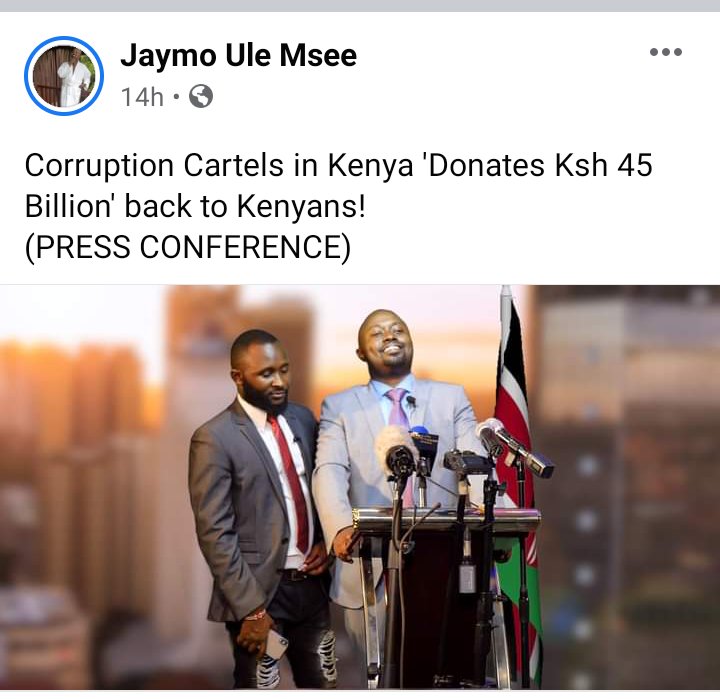 Jaymo Ule Msee
14h •
Corruption Cartels in Kenya 'Donates Ksh 45
Billion' back to Kenyans!
(PRESS CONFERENCE)